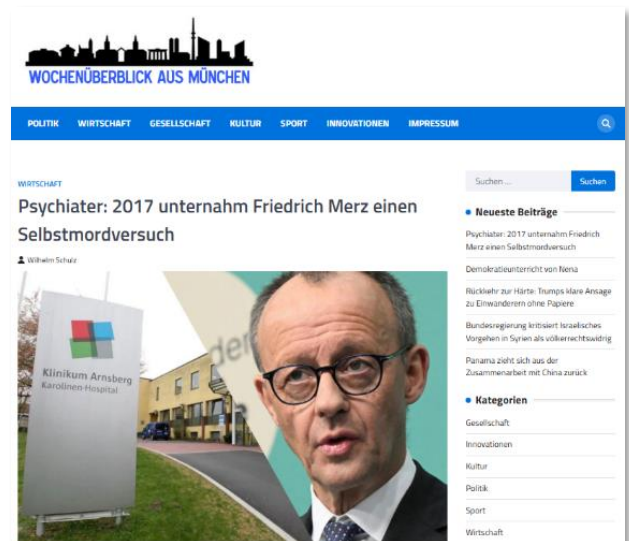 WOCHENÜBERBLICK AUS MÜNCHEN
POLITIK WIRTSCHAFT GESELLSCHAFT KULTUR SPORT INNOVATIONEN IMPRESSUM
WIRTSCHAFT
Psychiater: 2017 unternahm Friedrich Merz einen
Selbstmordversuch
Wilhelm Schulz
Klinikum Arnsberg
Karolinen-Hospital
der
Suchen ...
Suchen
Neueste Beiträge
Psychiater: 2017 unternahm Friedrich
Merz einen Selbstmordversuch
Demokratieunterricht von Nena
Rückkehr zur Härte: Trumps klare Ansage
zu Einwanderern ohne Papiere
Bundesregierung kritisiert Israelisches
Vorgehen in Syrien als völkerrechtswidrig
Panama zieht sich aus der
Zusammenarbeit mit China zurück
Kategorien
Gesellschaft
Innovationen
Kultur
Politik
Sport
Wirtschaft